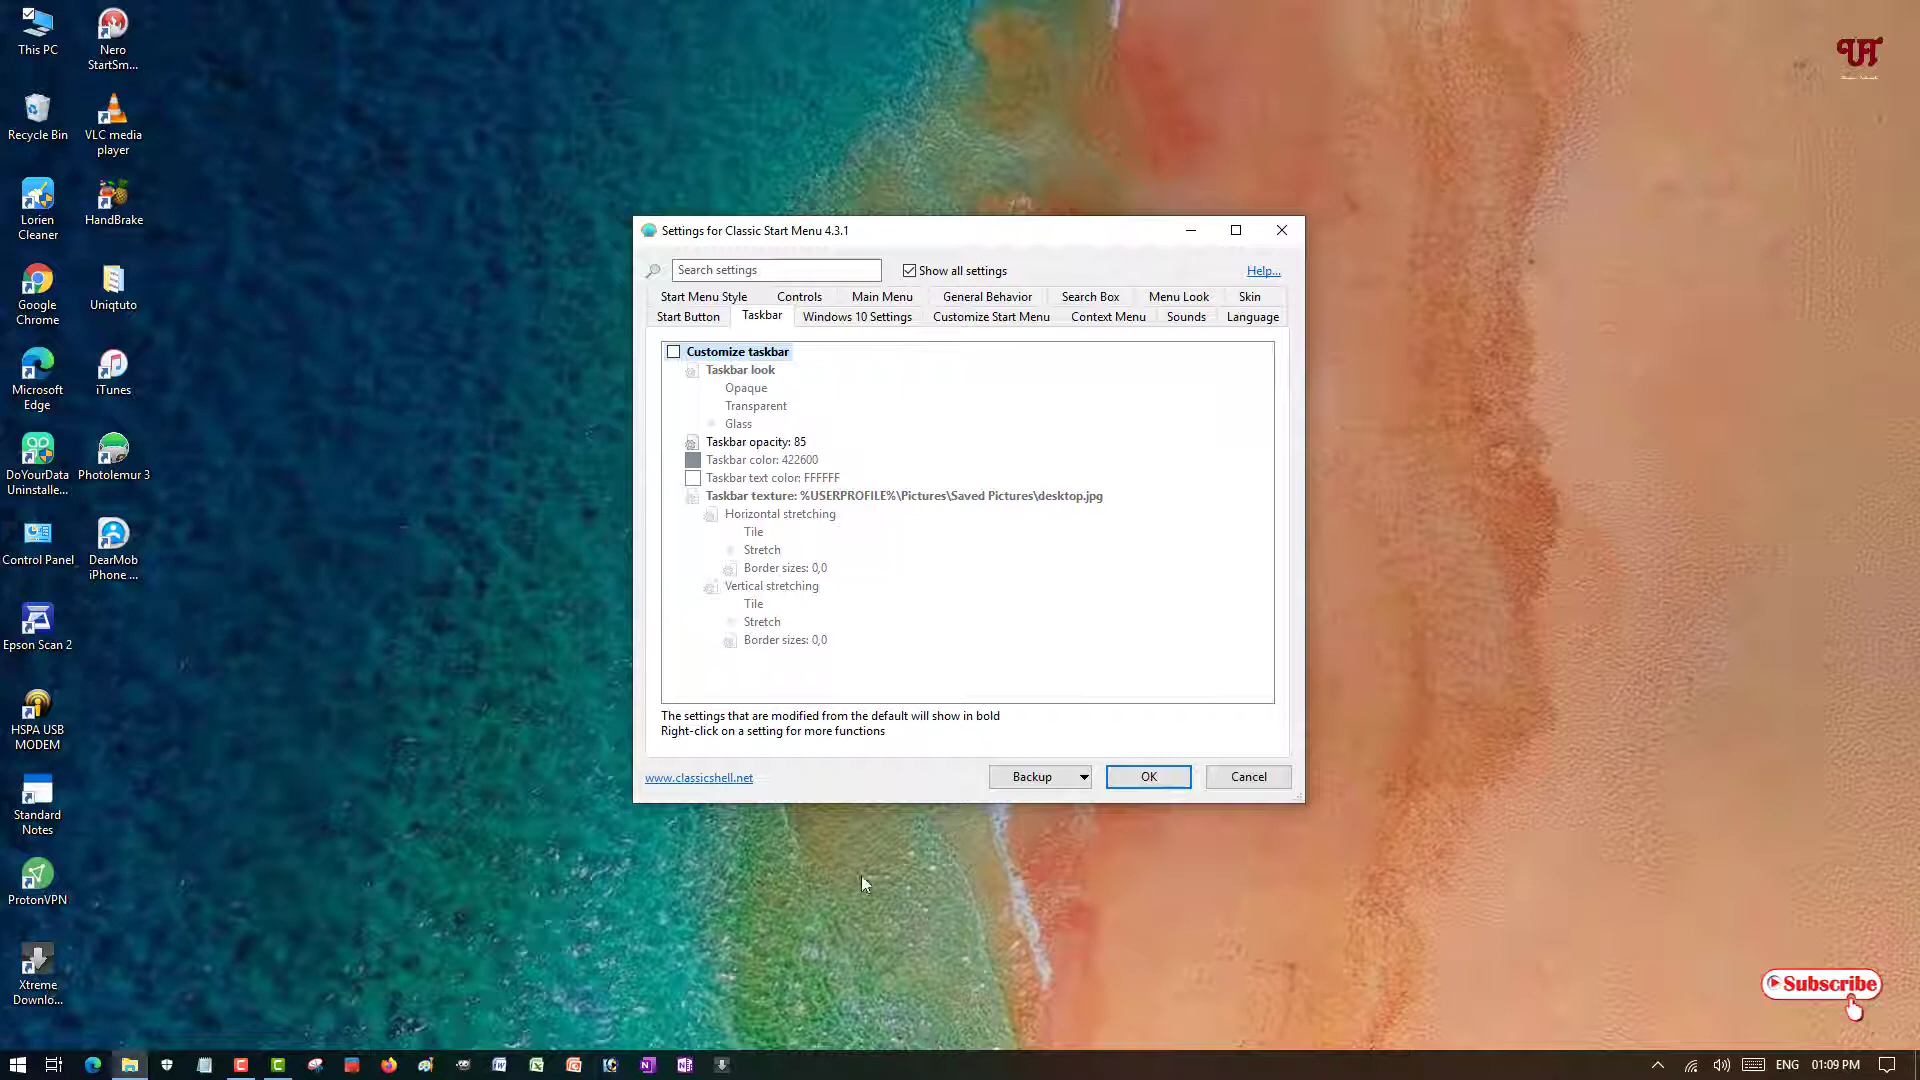 This PC
Nero
StartSm...
Recycle Bin
VLC media
player
Lorien
Cleaner
HandBrake
Google
Chrome
Uniqtuto
Microsoft
Edge
iTunes
DoYourData
Uninstalle...
Photolemur 3
Control Panel
DearMob
iPhone ...
Epson Scan 2
HSPA USB
MODEM
Standard
Notes
ProtonVPN
Xtreme
Downlo...
Settings for Classic Start Menu 4.3.1
Search settings
Show all settings
Help...
Start Menu Style Controls Main Menu General Behavior Search Box Menu Look Skin
Start Button Taskbar Windows 10 Settings Customize Start Menu Context Menu Sounds Language
Customize taskbar
Taskbar look
Opaque
Transparent
Glass
Taskbar opacity: 85
Taskbar color: 422600
Taskbar text color: FFFFFF
Taskbar texture: %USERPROFILE%\Pictures\Saved Pictures\desktop.jpg
Horizontal stretching
Tile
Stretch
Border sizes: 0,0
Vertical stretching
Tile
Stretch
Border sizes: 0,0
The settings that are modified from the default will show in bold
Right-click on a setting for more functions
www.classicshell.net
Backup
OK
Cancel
Subscribe
ENG 01:09 PM